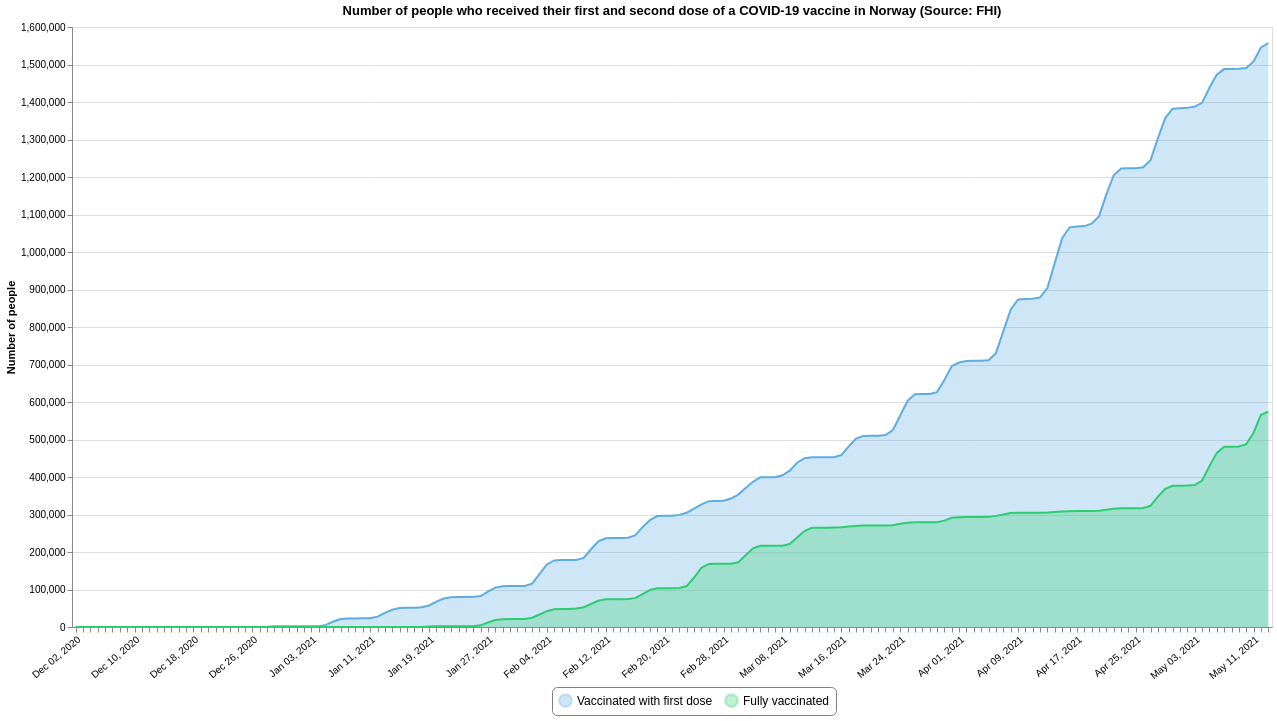 Number of people who received their first and second dose of a COVID-19 vaccine in Norway (Source: FHI)
Number of people
1,600,000
1,500,000
1,400,000
1,300,000
1,200,000
1,100,000
1,000,000
900,000
800,000
700,000
600,000
500,000
400,000
300,000
200,000
100,000
0
Dec 02, 2020
Dec 10, 2020
Dec 18, 2020
Dec 26, 2020
Jan 03, 2021
Jan 11, 2021
Jan 19, 2021
Jan 27, 2021
Feb 04, 2021
Feb 12, 2021
Feb 20, 2021
Feb 28, 2021
Mar 08, 2021
Mar 16, 2021
Mar 24, 2021
Apr 01, 2021
Apr 09, 2021
Apr 17, 2021
Apr 25, 2021
May 03, 2021
May 11, 2021
Vaccinated with first dose
Fully vaccinated